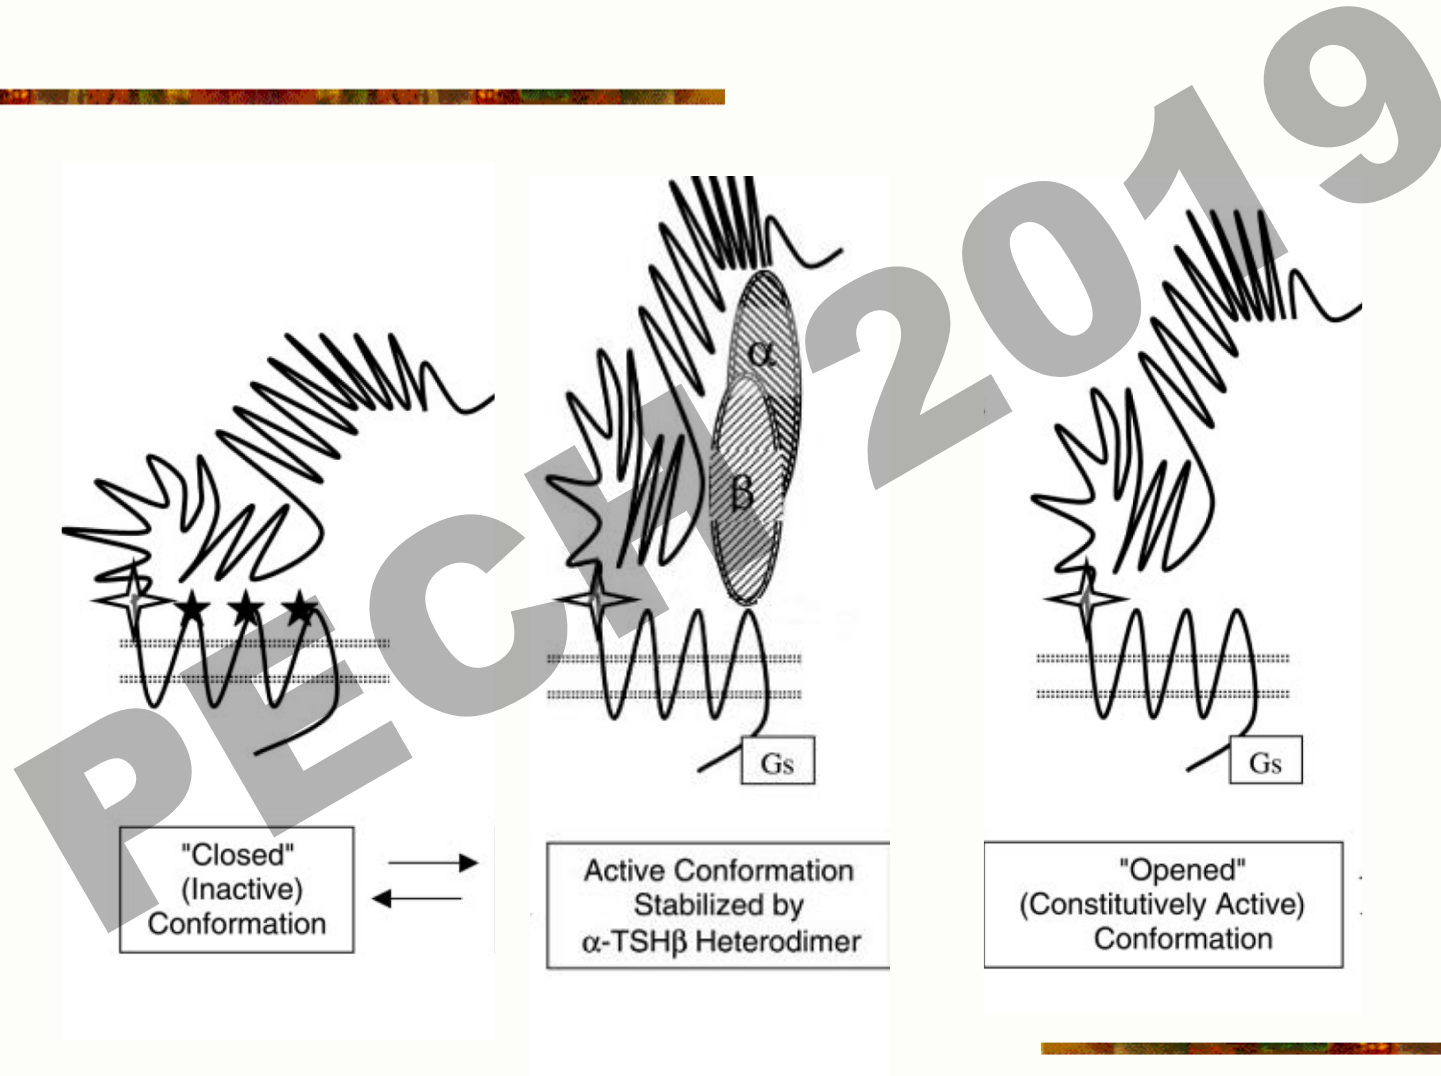 PECH 2019
α
β
Gs
Gs
"Closed"
(Inactive)
Conformation
Active Conformation
Stabilized by
α-TSHβ Heterodimer
"Opened"
(Constitutively Active)
Conformation